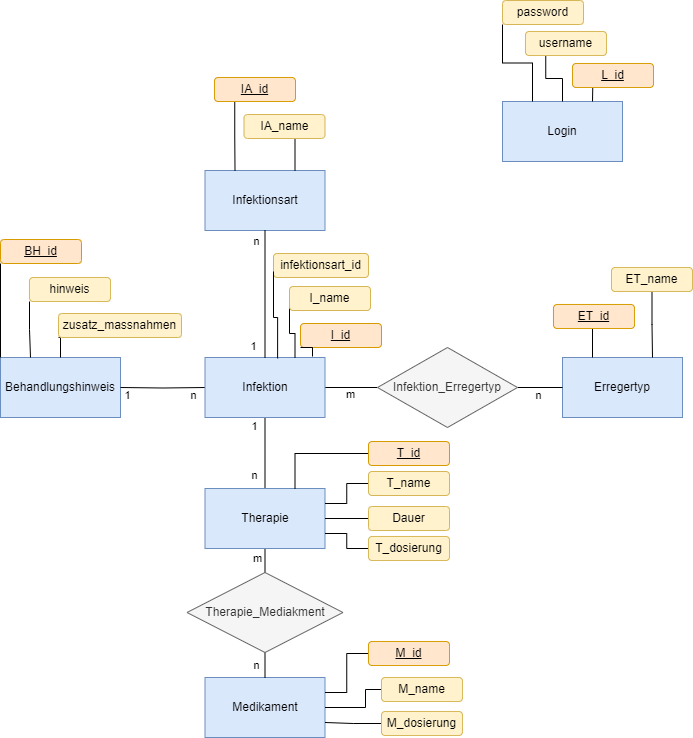 password
username
L_id
Login
IA_id
IA_name
Infektionsart
n
BH_id
hinweis
zusatz_massnahmen
infektionsart_id
I_name
I_id
1
ET_name
ET_id
Behandlungshinweis
1
n
Infektion
m
Infektion_Erregertyp
n
Erregertyp
1
n
T_id
T_name
Therapie
Dauer
T_dosierung
m
Therapie_Mediakment
n
M_id
M_name
Medikament
M_dosierung